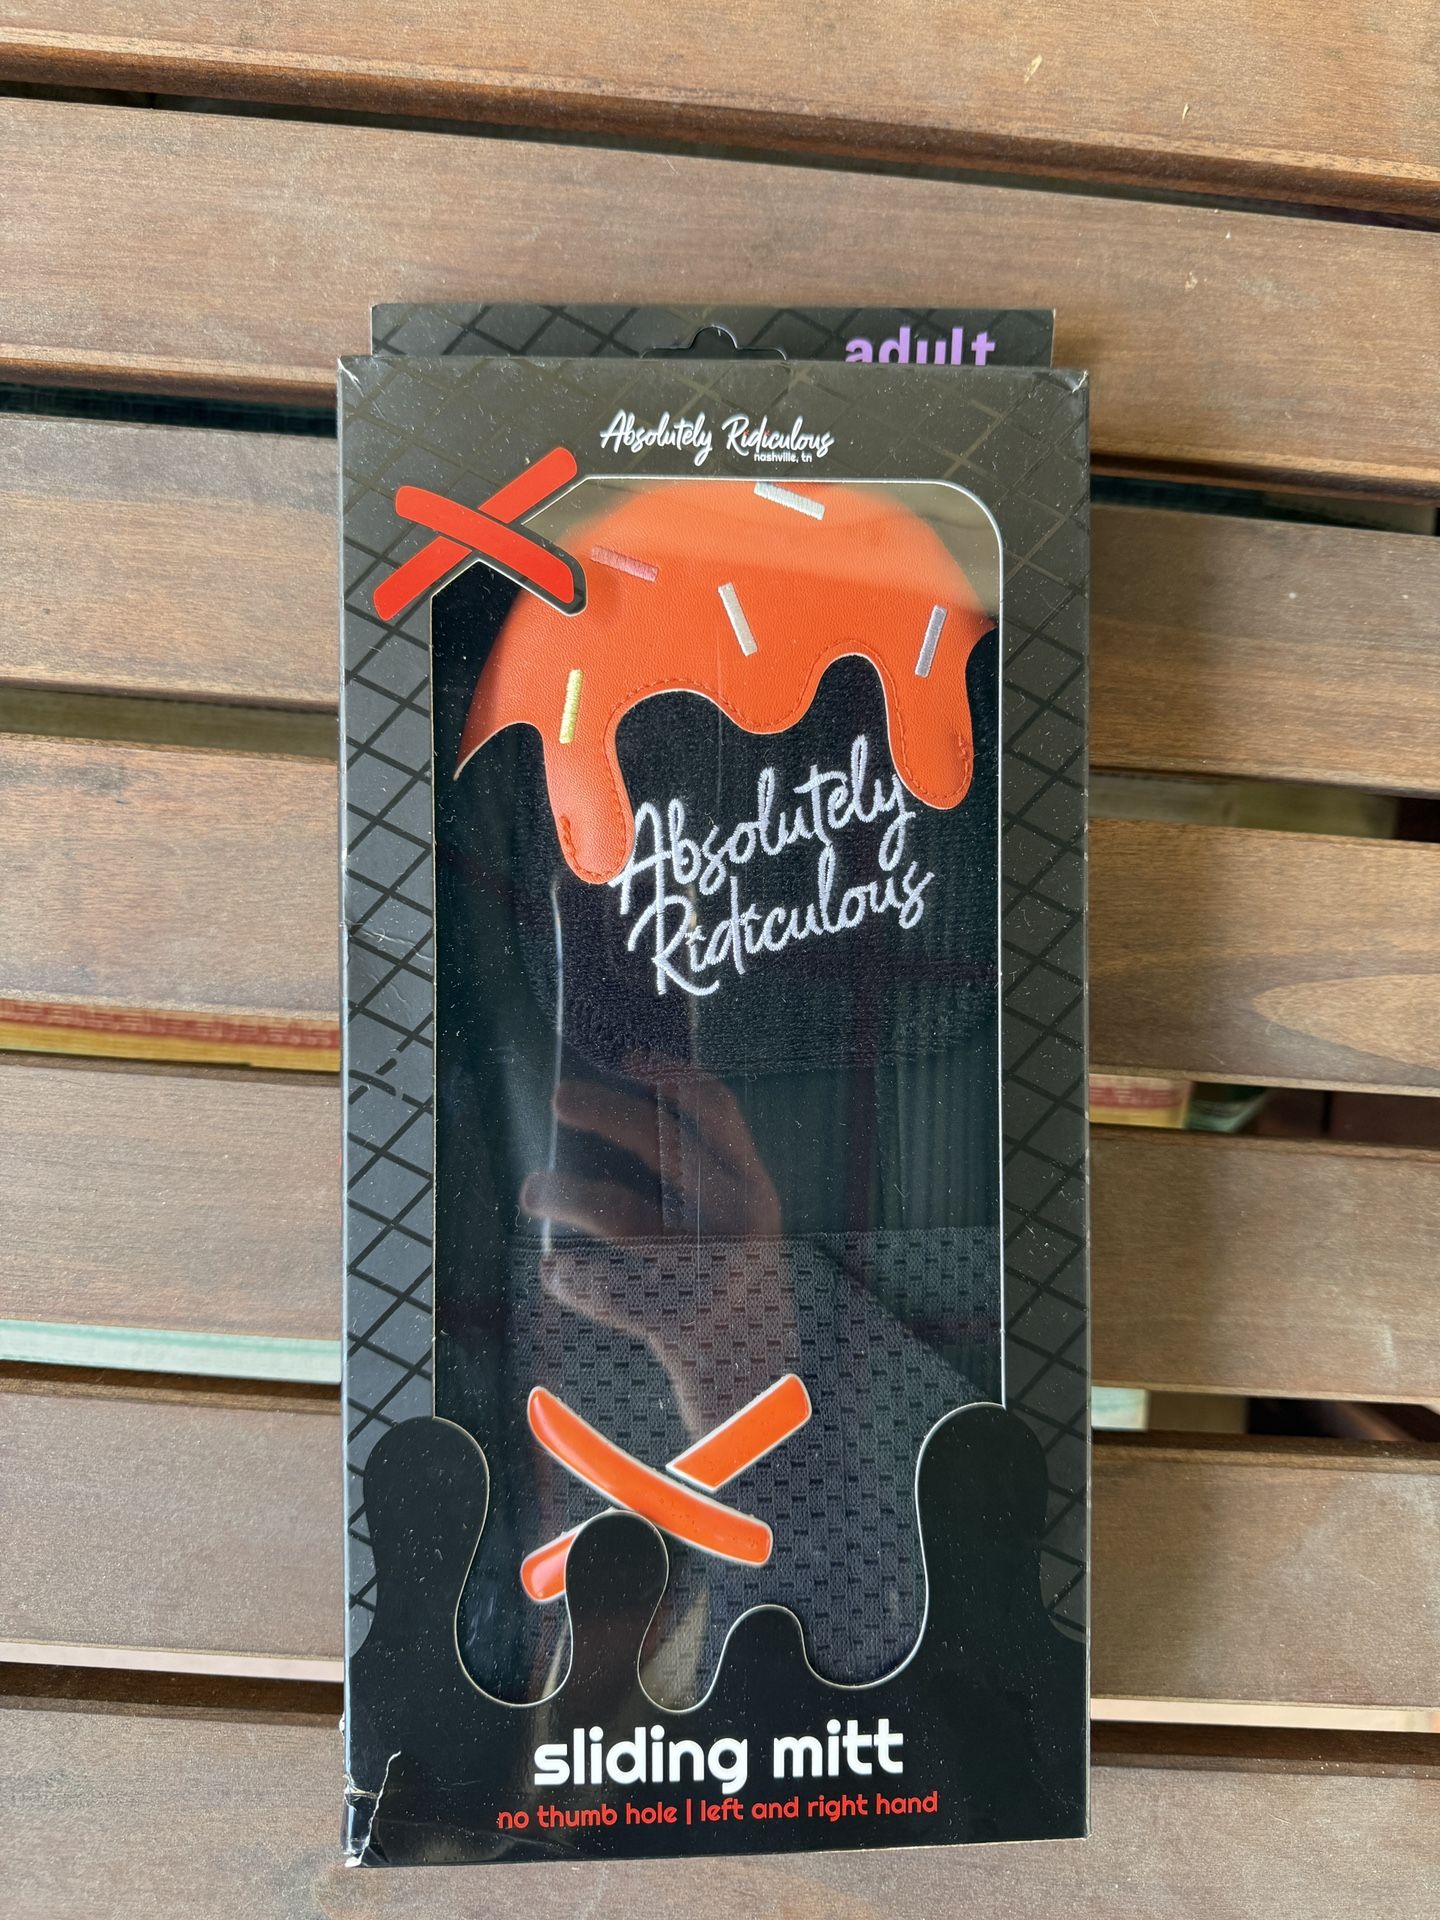 adult
Absolutely Ridiculous
nashville, tn
Absolutely
Ridiculous
sliding mitt
no thumb hole | left and right hand